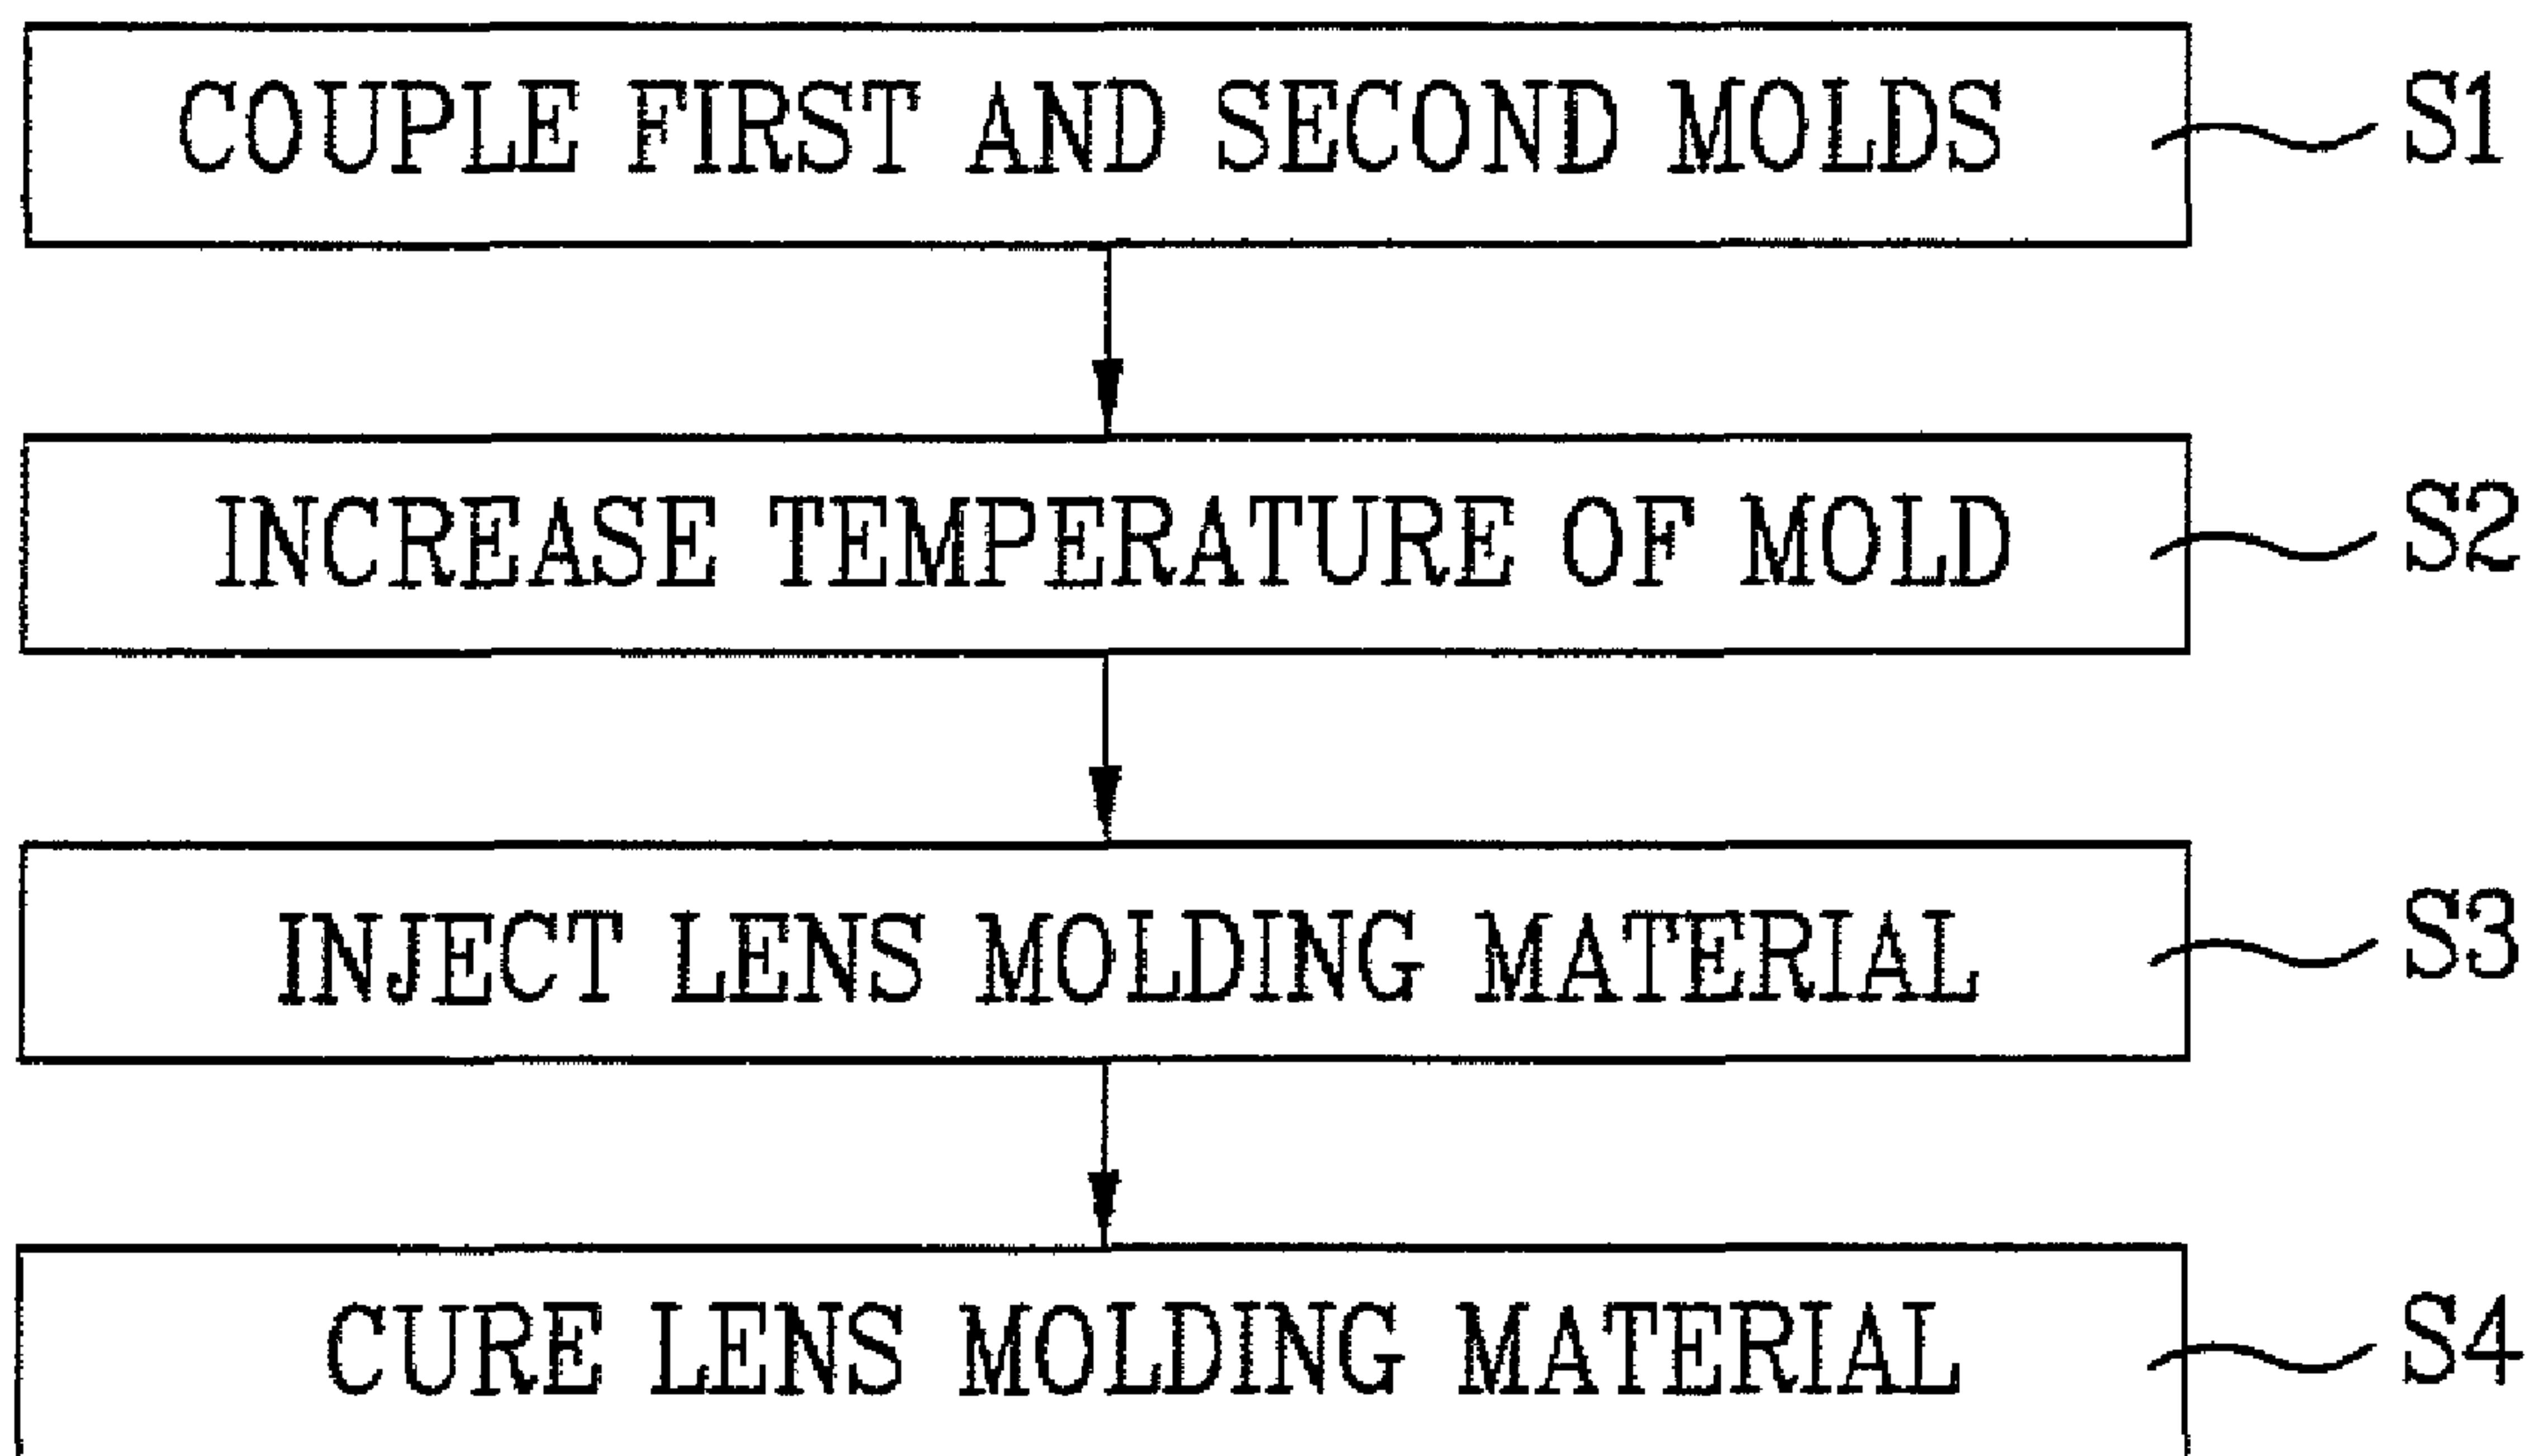 COUPLE FIRST AND SECOND MOLDS S1
INCREASE TEMPERATURE OF MOLD S2
INJECT LENS MOLDING MATERIAL S3
CURE LENS MOLDING MATERIAL S4